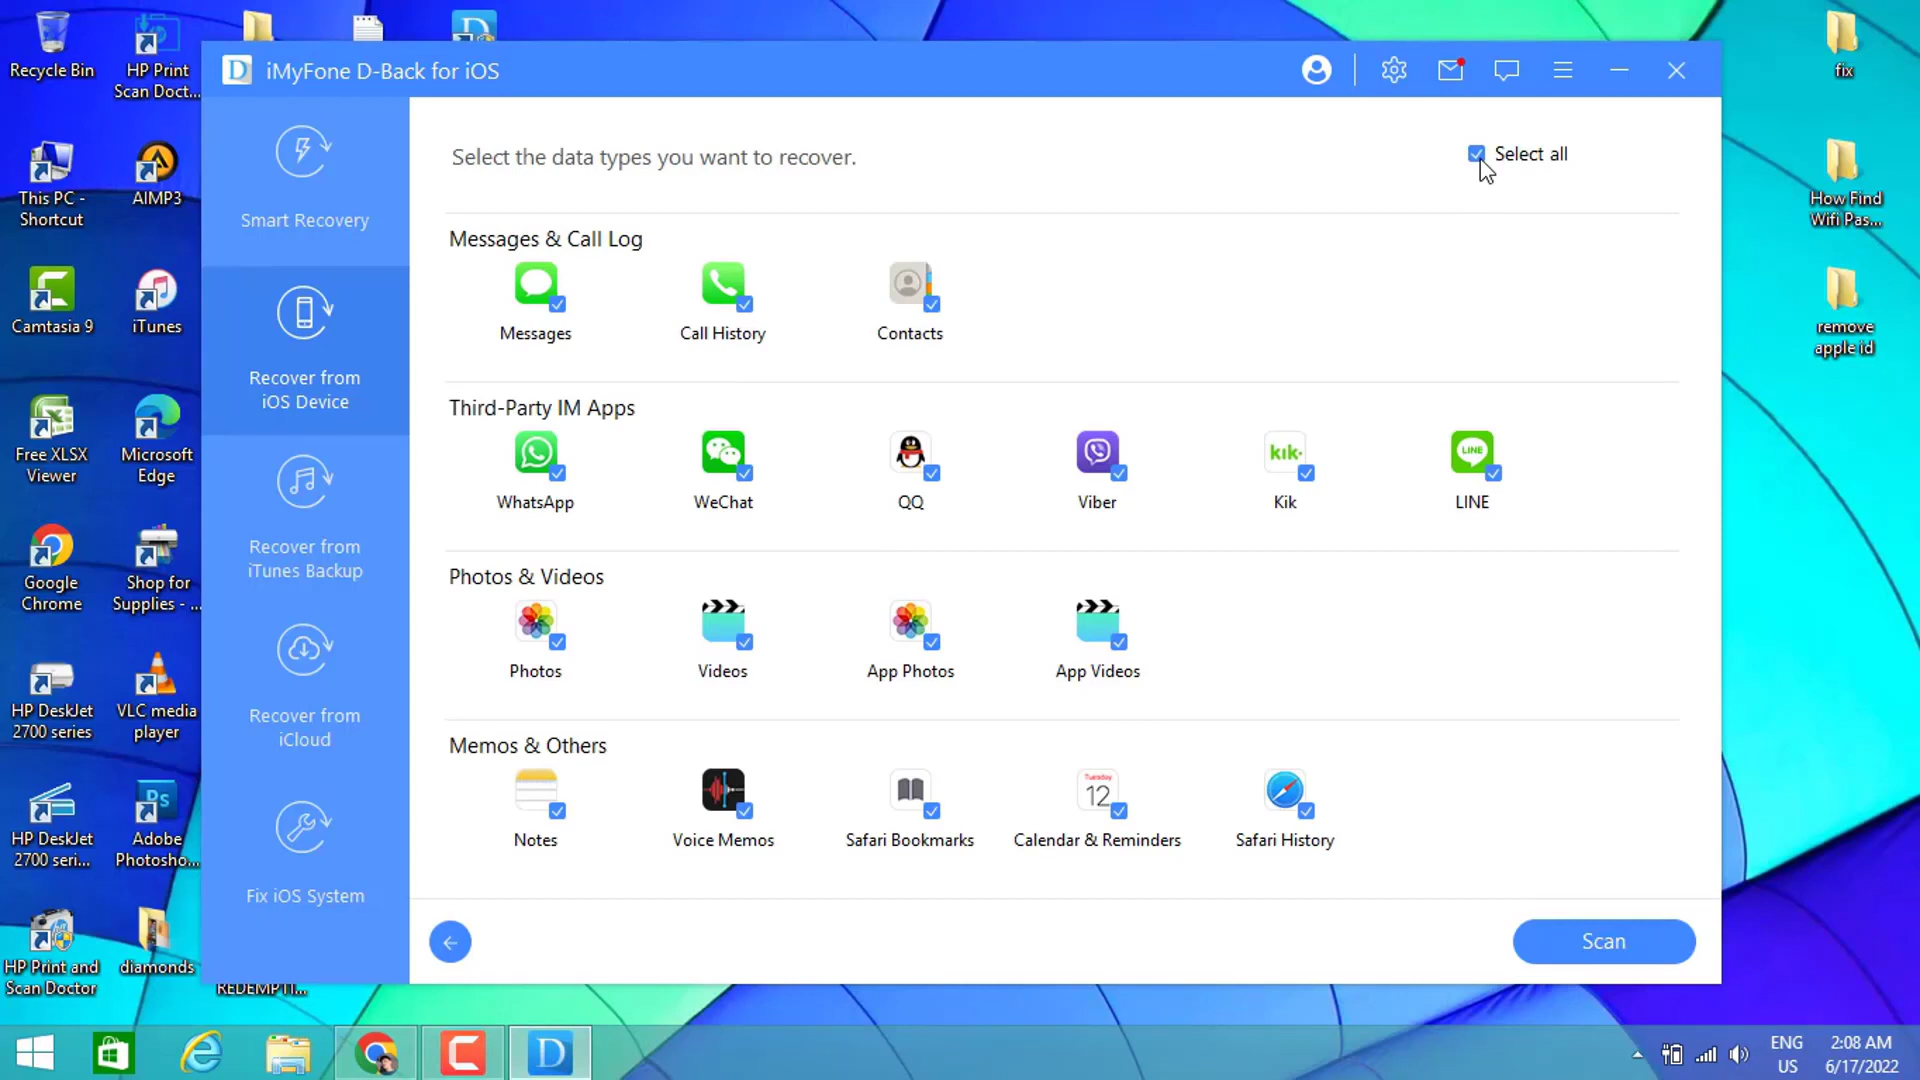 Recycle Bin
HP Print
Scan Doct...
fix
D iMyFone D-Back for iOS
This PC -
Shortcut
AIMP3
How Find
Wifi Pas...
Camtasia 9
iTunes
remove
apple id
Free XLSX
Viewer
Microsoft
Edge
Google
Chrome
Shop for
Supplies - ...
HP DeskJet
2700 series
VLC media
player
HP DeskJet
2700 seri...
Ps
Adobe
Photosho...
HP Print and
Scan Doctor
diamonds
REDEMPTI...
Smart Recovery
Recover from
iOS Device
Recover from
iTunes Backup
Recover from
iCloud
Fix iOS System
Select the data types you want to recover.
Select all
Messages & Call Log
Messages
Call History
Contacts
Third-Party IM Apps
kik.
LINE
WhatsApp
WeChat
QQ
Viber
Kik
LINE
Photos & Videos
Photos
Videos
App Photos
App Videos
Memos & Others
Tuesday
12
Notes
Voice Memos
Safari Bookmarks
Calendar & Reminders
Safari History
Scan
D
ENG
US
2:08 AM
6/17/2022